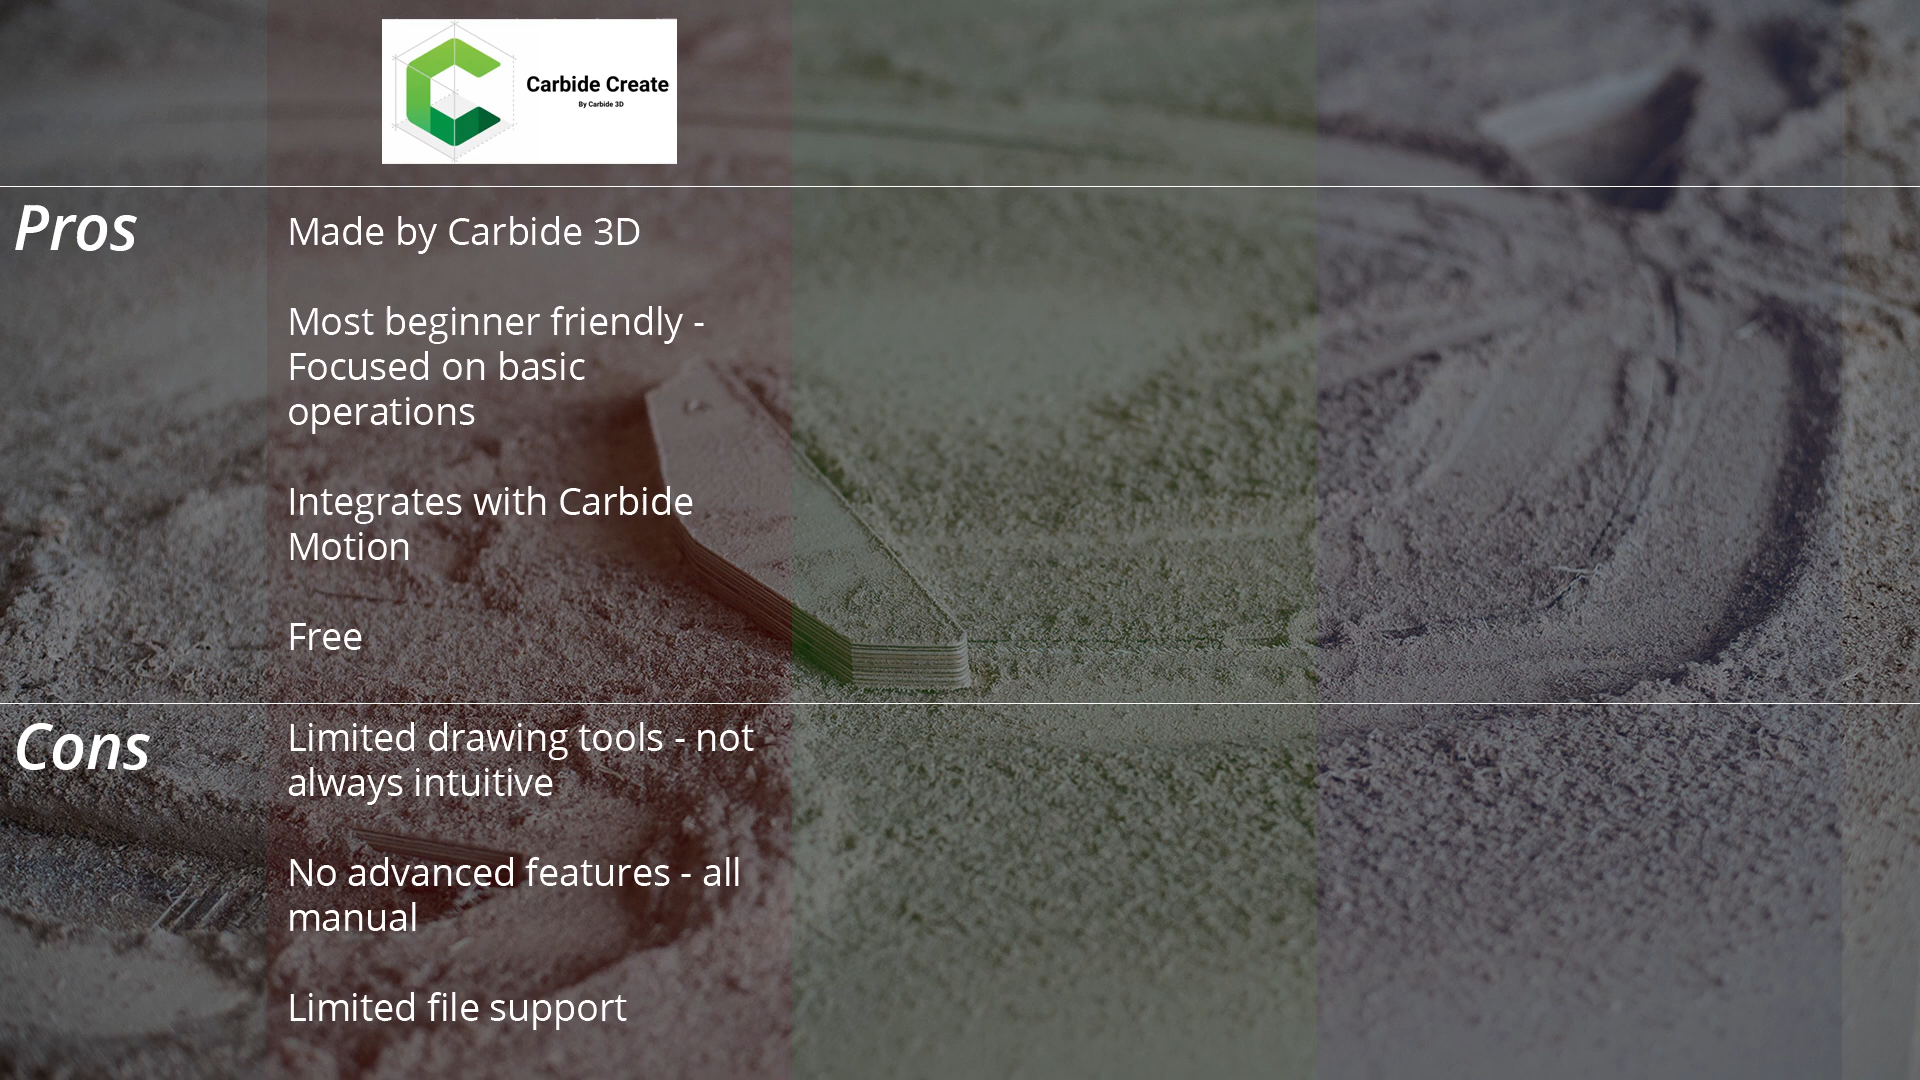 Carbide Create
By Carbide 3D
Pros
Made by Carbide 3D
Most beginner friendly -
Focused on basic
operations
Integrates with Carbide
Motion
Free
Cons
Limited drawing tools - not
always intuitive
No advanced features - all
manual
Limited file support